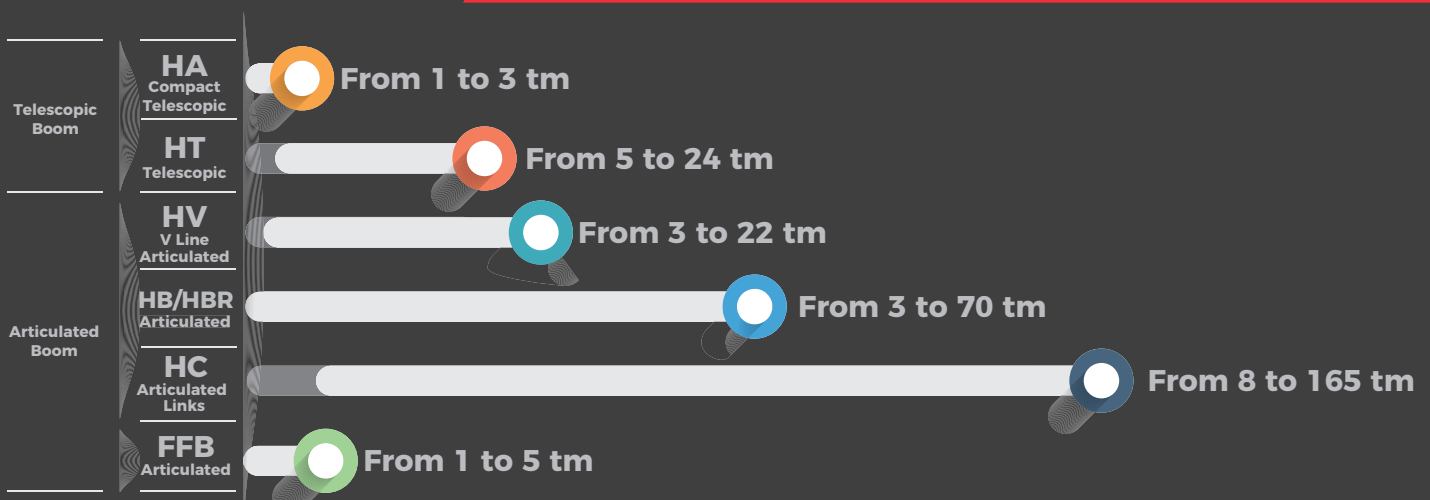 Telescopic
Boom
HA
Compact
Telescopic
From 1 to 3 tm
HT
Telescopic
From 5 to 24 tm
Articulated
Boom
HV
V Line
Articulated
From 3 to 22 tm
HB/HBR
Articulated
From 3 to 70 tm
HC
Articulated
Links
From 8 to 165 tm
FFB
Articulated
From 1 to 5 tm